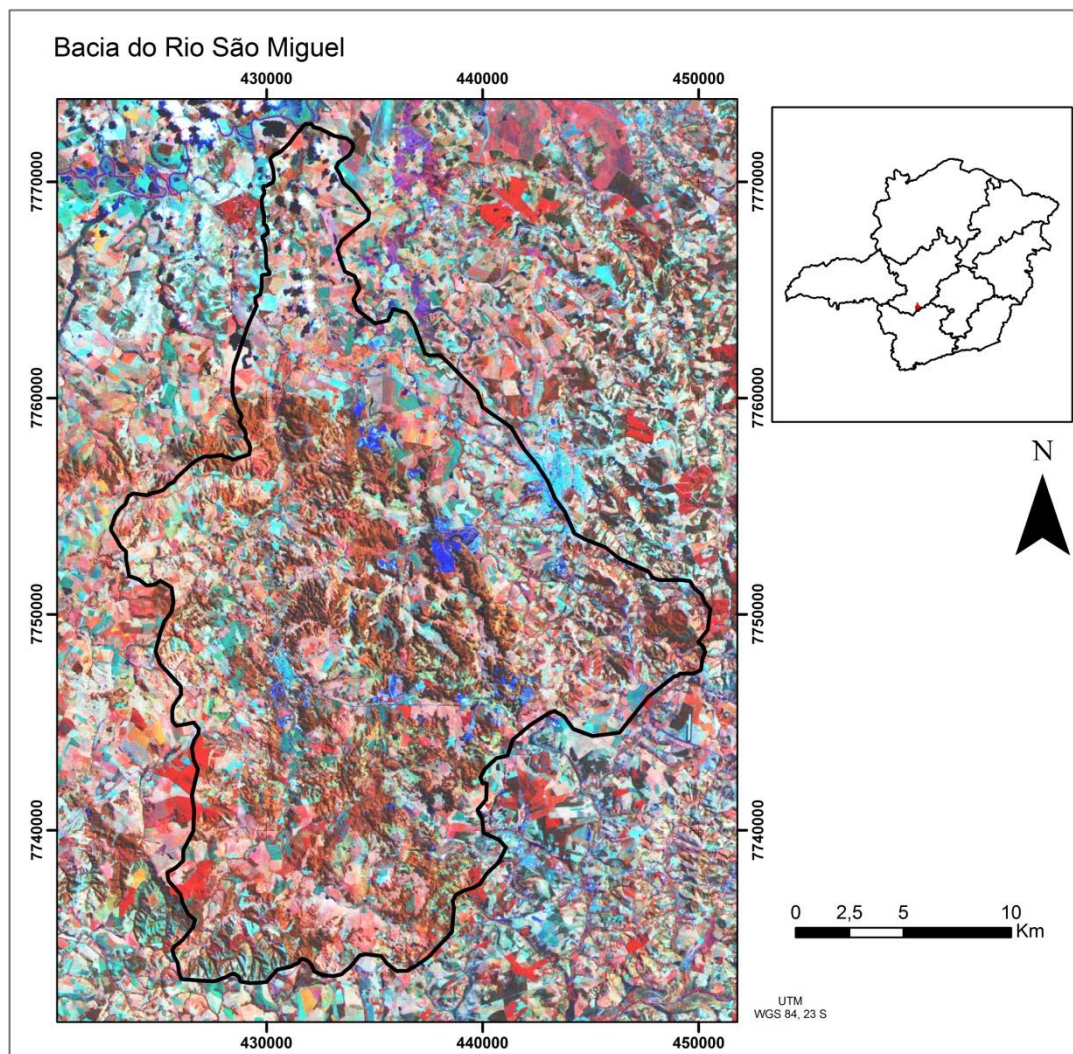 Bacia do Rio São Miguel
430000 440000 450000
7770000 7770000
7760000 7760000
7750000 7750000
7740000 7740000
430000 440000 450000
N
0 2,5 5 10
Km
UTM
WGS 84, 23 S